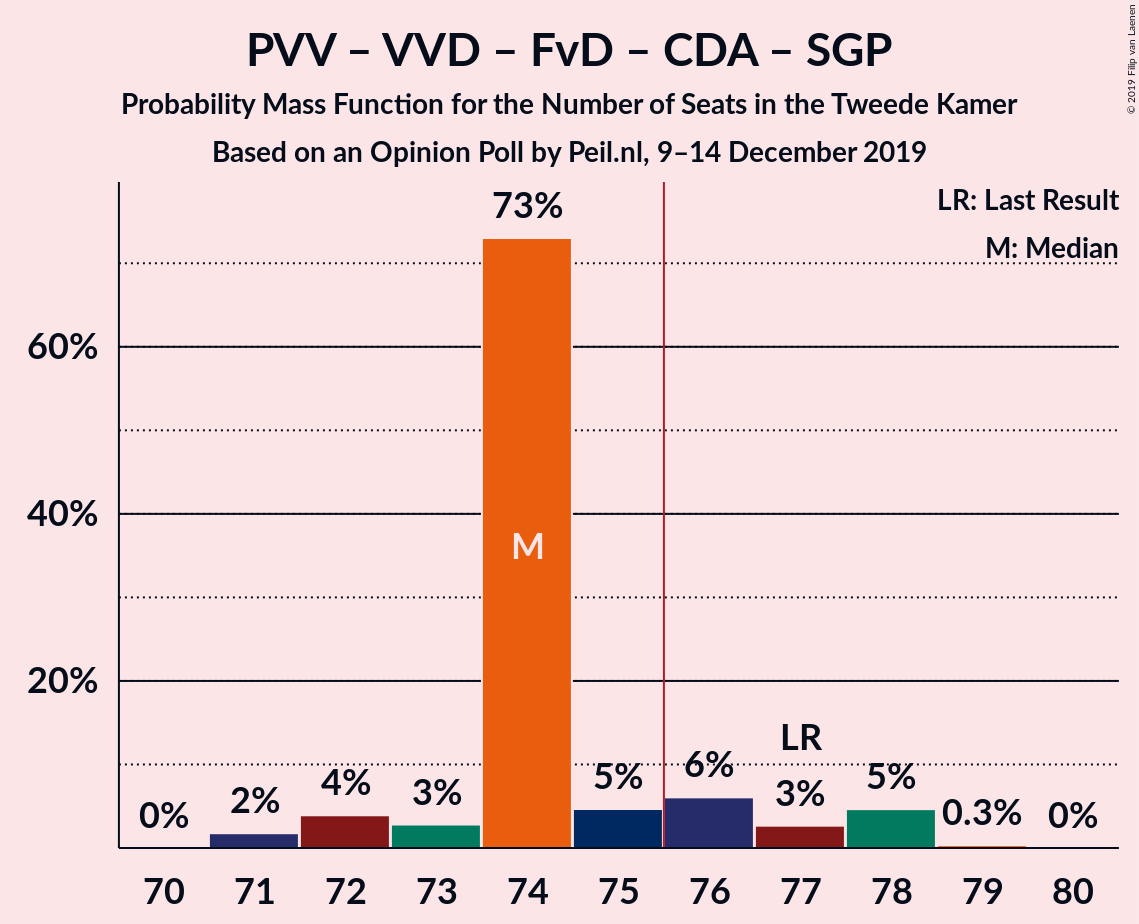 PVV – VVD – FvD – CDA – SGP
Probability Mass Function for the Number of Seats in the Tweede Kamer
Based on an Opinion Poll by Peil.nl, 9–14 December 2019
© 2019 Filip van Laenen
LR: Last Result
M: Median
60%
40%
20%
0%
2%
4%
3%
73%
M
5%
6%
LR
3%
5%
0.3%
0%
70 71 72 73 74 75 76 77 78 79 80